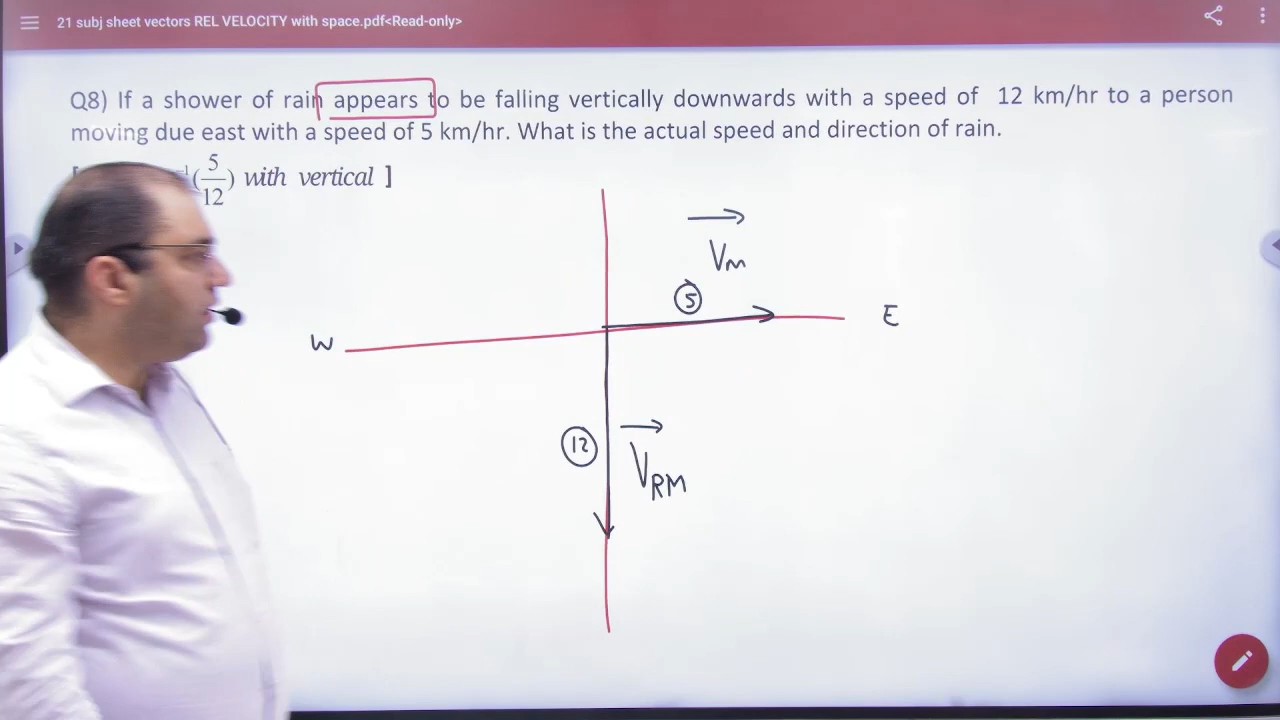 21 subj sheet vectors REL VELOCITY with space.pdf<Read-only>
Q8) If a shower of rain appears to be falling vertically downwards with a speed of 12 km/hr to a person
moving due east with a speed of 5 km/hr. What is the actual speed and direction of rain.
(5/12) with vertical ]
VM
5
E
W
12
VRM